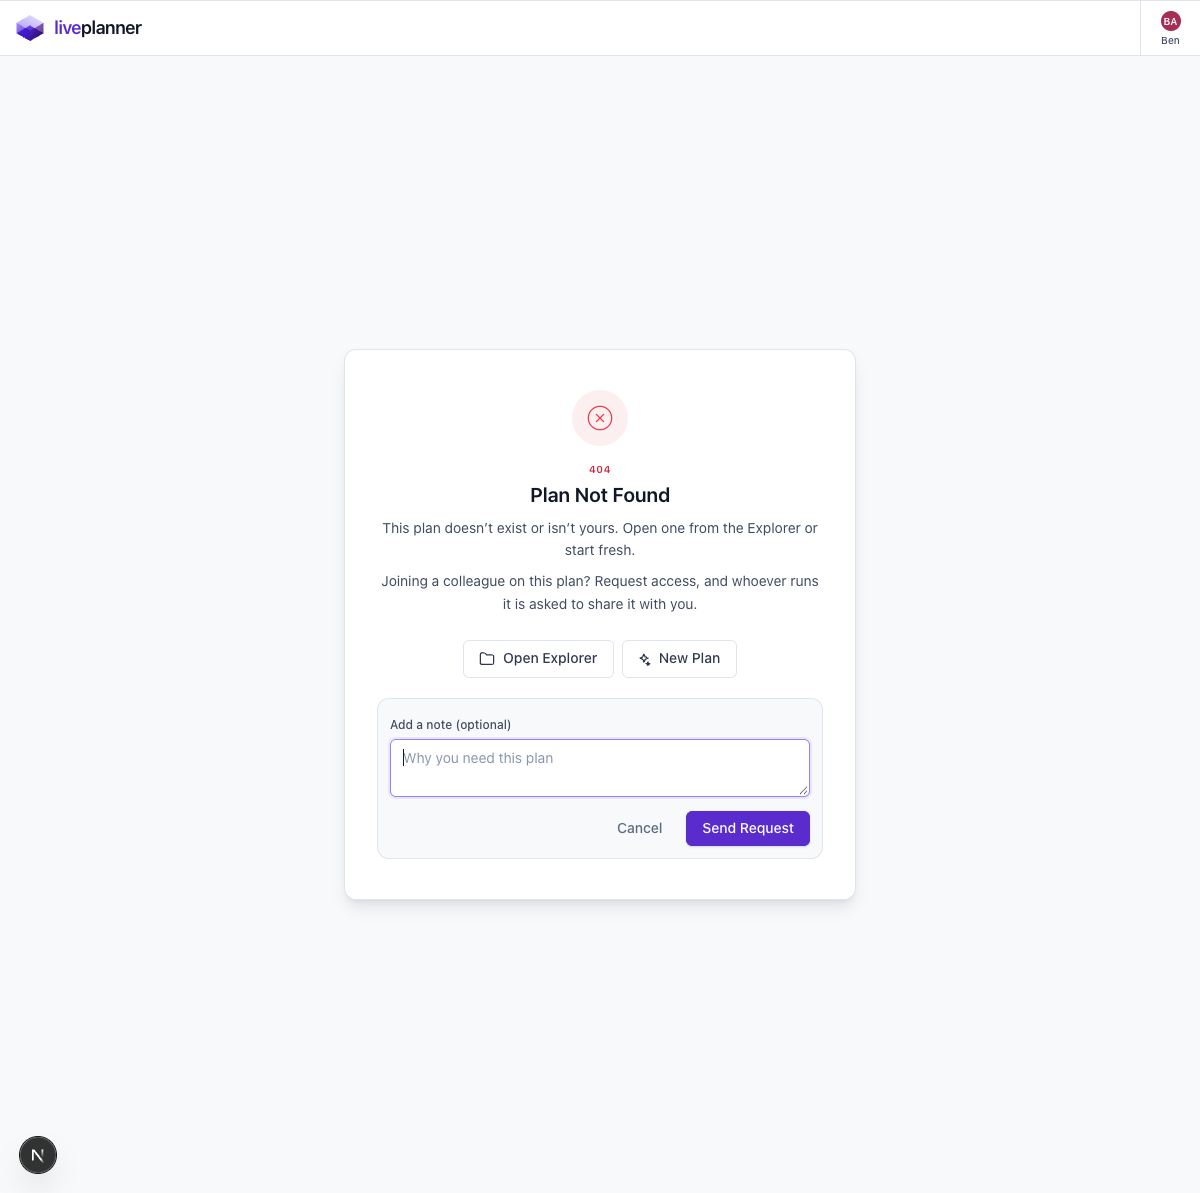 liveplanner
BA
Ben
404
Plan Not Found
This plan doesn’t exist or isn’t yours. Open one from the Explorer or
start fresh.
Joining a colleague on this plan? Request access, and whoever runs
it is asked to share it with you.
Open Explorer
New Plan
Add a note (optional)
Why you need this plan
Cancel
Send Request
N